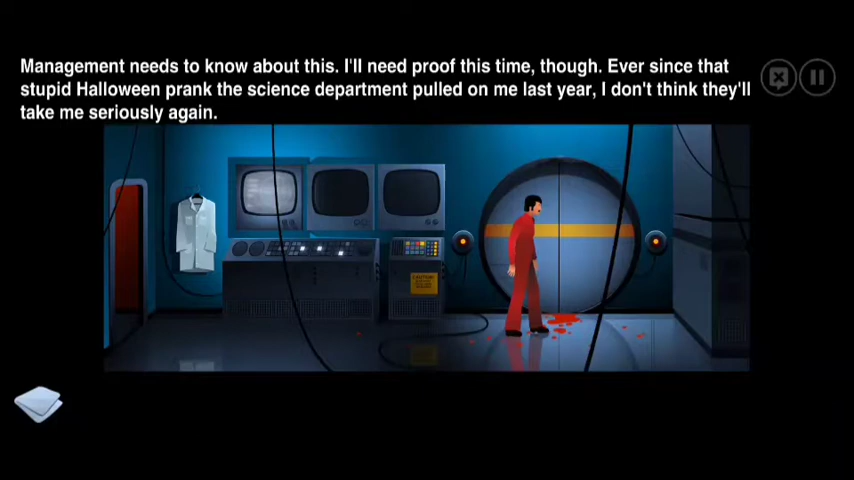 Management needs to know about this. I'll need proof this time, though. Ever since that
stupid Halloween prank the science department pulled on me last year, I don't think they'll
take me seriously again.
CAUTION